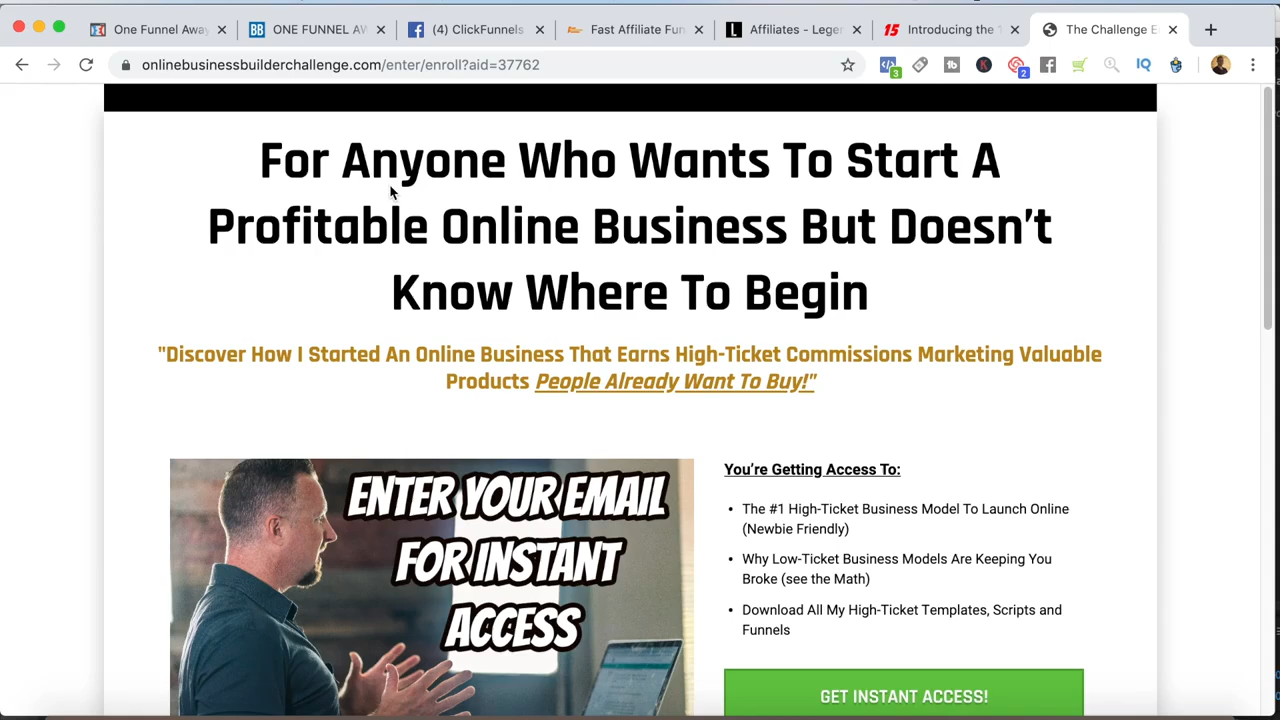 One Funnel Away
ONE FUNNEL AW
(4) ClickFunnels
Fast Affiliate Fun
Affiliates - Leger
Introducing the
The Challenge E
onlinebusinessbuilderchallenge.com/enter/enroll?aid=37762
For Anyone Who Wants To Start A
Profitable Online Business But Doesn't
Know Where To Begin
"Discover How I Started An Online Business That Earns High-Ticket Commissions Marketing Valuable
Products People Already Want To Buy!"
ENTER YOUR EMAIL
FOR INSTANT
ACCESS
You're Getting Access To:
• The #1 High-Ticket Business Model To Launch Online
(Newbie Friendly)
• Why Low-Ticket Business Models Are Keeping You
Broke (see the Math)
• Download All My High-Ticket Templates, Scripts and
Funnels
GET INSTANT ACCESS!